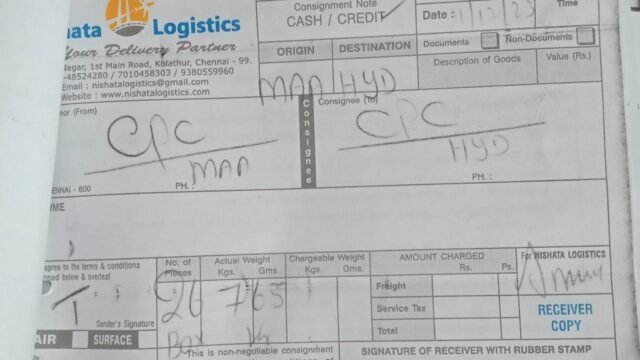 Consignment Note
CASH / CREDIT
Date : 1/12/23
Time
Nishata Logistics
Your Delivery Partner
Nagar, 1st Main Road, Kolathur, Chennai - 99.
-48524280 / 7010458303 / 9380559960
Email : nishatalogistics@gmail.com
Website : www.nishatalogistics.com
ORIGIN
DESTINATION
MAA
HYD
Documents
Non-Documents
Description of Goods
Value (Rs.)
nor (From)
Consignee
Consignee (To)
CPC
MAA
CPC
HYD
ENNAI - 600
PH.
PH. :
UME
agree to the terms & conditions
ned below & overleaf
Sender's Signature
AIR
SURFACE
No. of Pieces
26
Box
Actual Weight
Kgs. Gms.
765
Kg
Chargeable Weight
Kgs. Gms.
AMOUNT CHARGED
Rs. Ps.
Freight
Service Tax
Total
For NISHATA LOGISTICS
RECEIVER
COPY
This is non-negotiable consignment
SIGNATURE OF RECEIVER WITH RUBBER STAMP